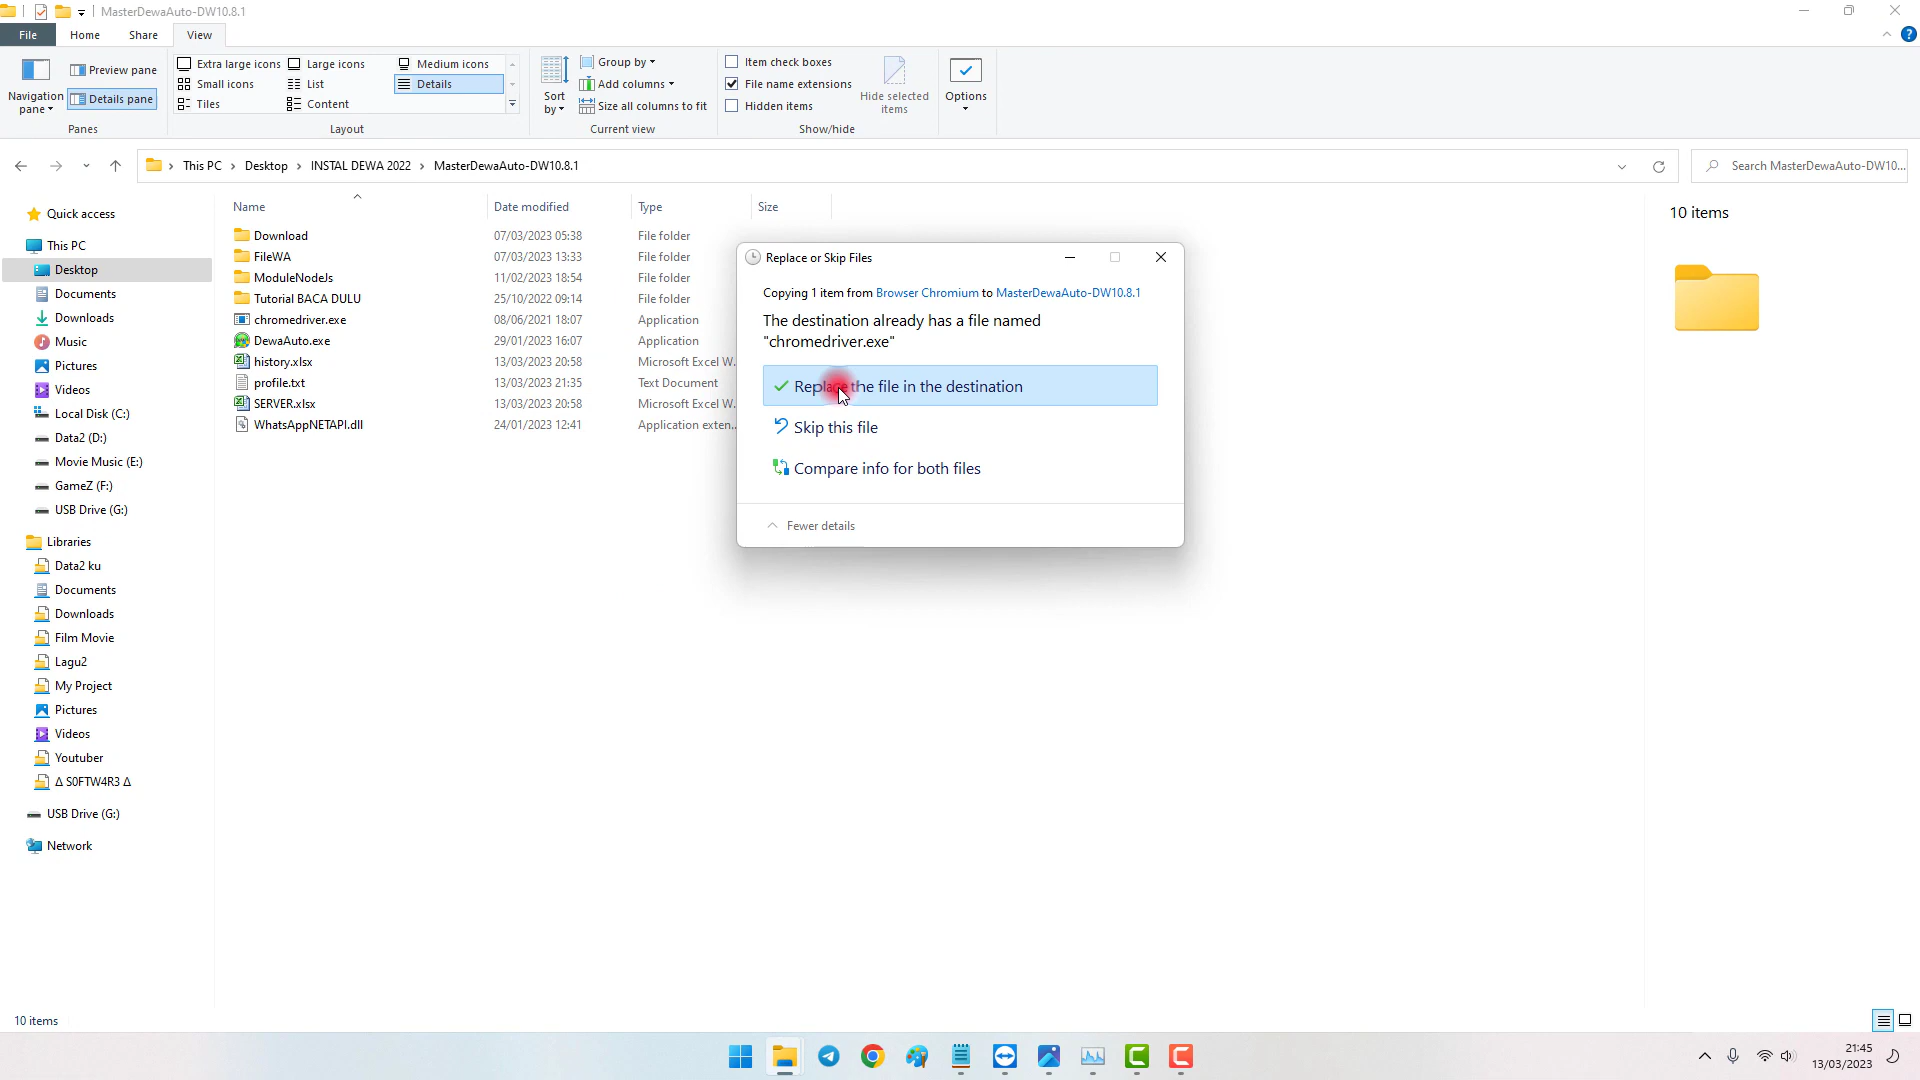 MasterDewaAuto-DW10.8.1
File
Home
Share
View
Navigation pane
Preview pane
Details pane
Panes
Extra large icons
Large icons
Medium icons
Small icons
List
Details
Tiles
Content
Layout
Sort by
Group by
Add columns
Size all columns to fit
Current view
Item check boxes
File name extensions
Hidden items
Hide selected items
Show/hide
Options
This PC > Desktop > INSTAL DEWA 2022 > MasterDewaAuto-DW10.8.1
Search MasterDewaAuto-DW10...
Quick access
This PC
Desktop
Documents
Downloads
Music
Pictures
Videos
Local Disk (C:)
Data2 (D:)
Movie Music (E:)
GameZ (F:)
USB Drive (G:)
Libraries
Data2 ku
Documents
Downloads
Film Movie
Lagu2
My Project
Pictures
Videos
Youtuber
Δ S0FTW4R3 Δ
USB Drive (G:)
Network
Name Date modified Type Size
Download 07/03/2023 05:38 File folder
FileWA 07/03/2023 13:33 File folder
ModuleNodeJs 11/02/2023 18:54 File folder
Tutorial BACA DULU 25/10/2022 09:14 File folder
chromedriver.exe 08/06/2021 18:07 Application
DewaAuto.exe 29/01/2023 16:07 Application
history.xlsx 13/03/2023 20:58 Microsoft Excel W...
profile.txt 13/03/2023 21:35 Text Document
SERVER.xlsx 13/03/2023 20:58 Microsoft Excel W...
WhatsAppNETAPI.dll 24/01/2023 12:41 Application exten...
Replace or Skip Files
Copying 1 item from Browser Chromium to MasterDewaAuto-DW10.8.1
The destination already has a file named
"chromedriver.exe"
Replace the file in the destination
Skip this file
Compare info for both files
Fewer details
10 items
10 items
21:45
13/03/2023